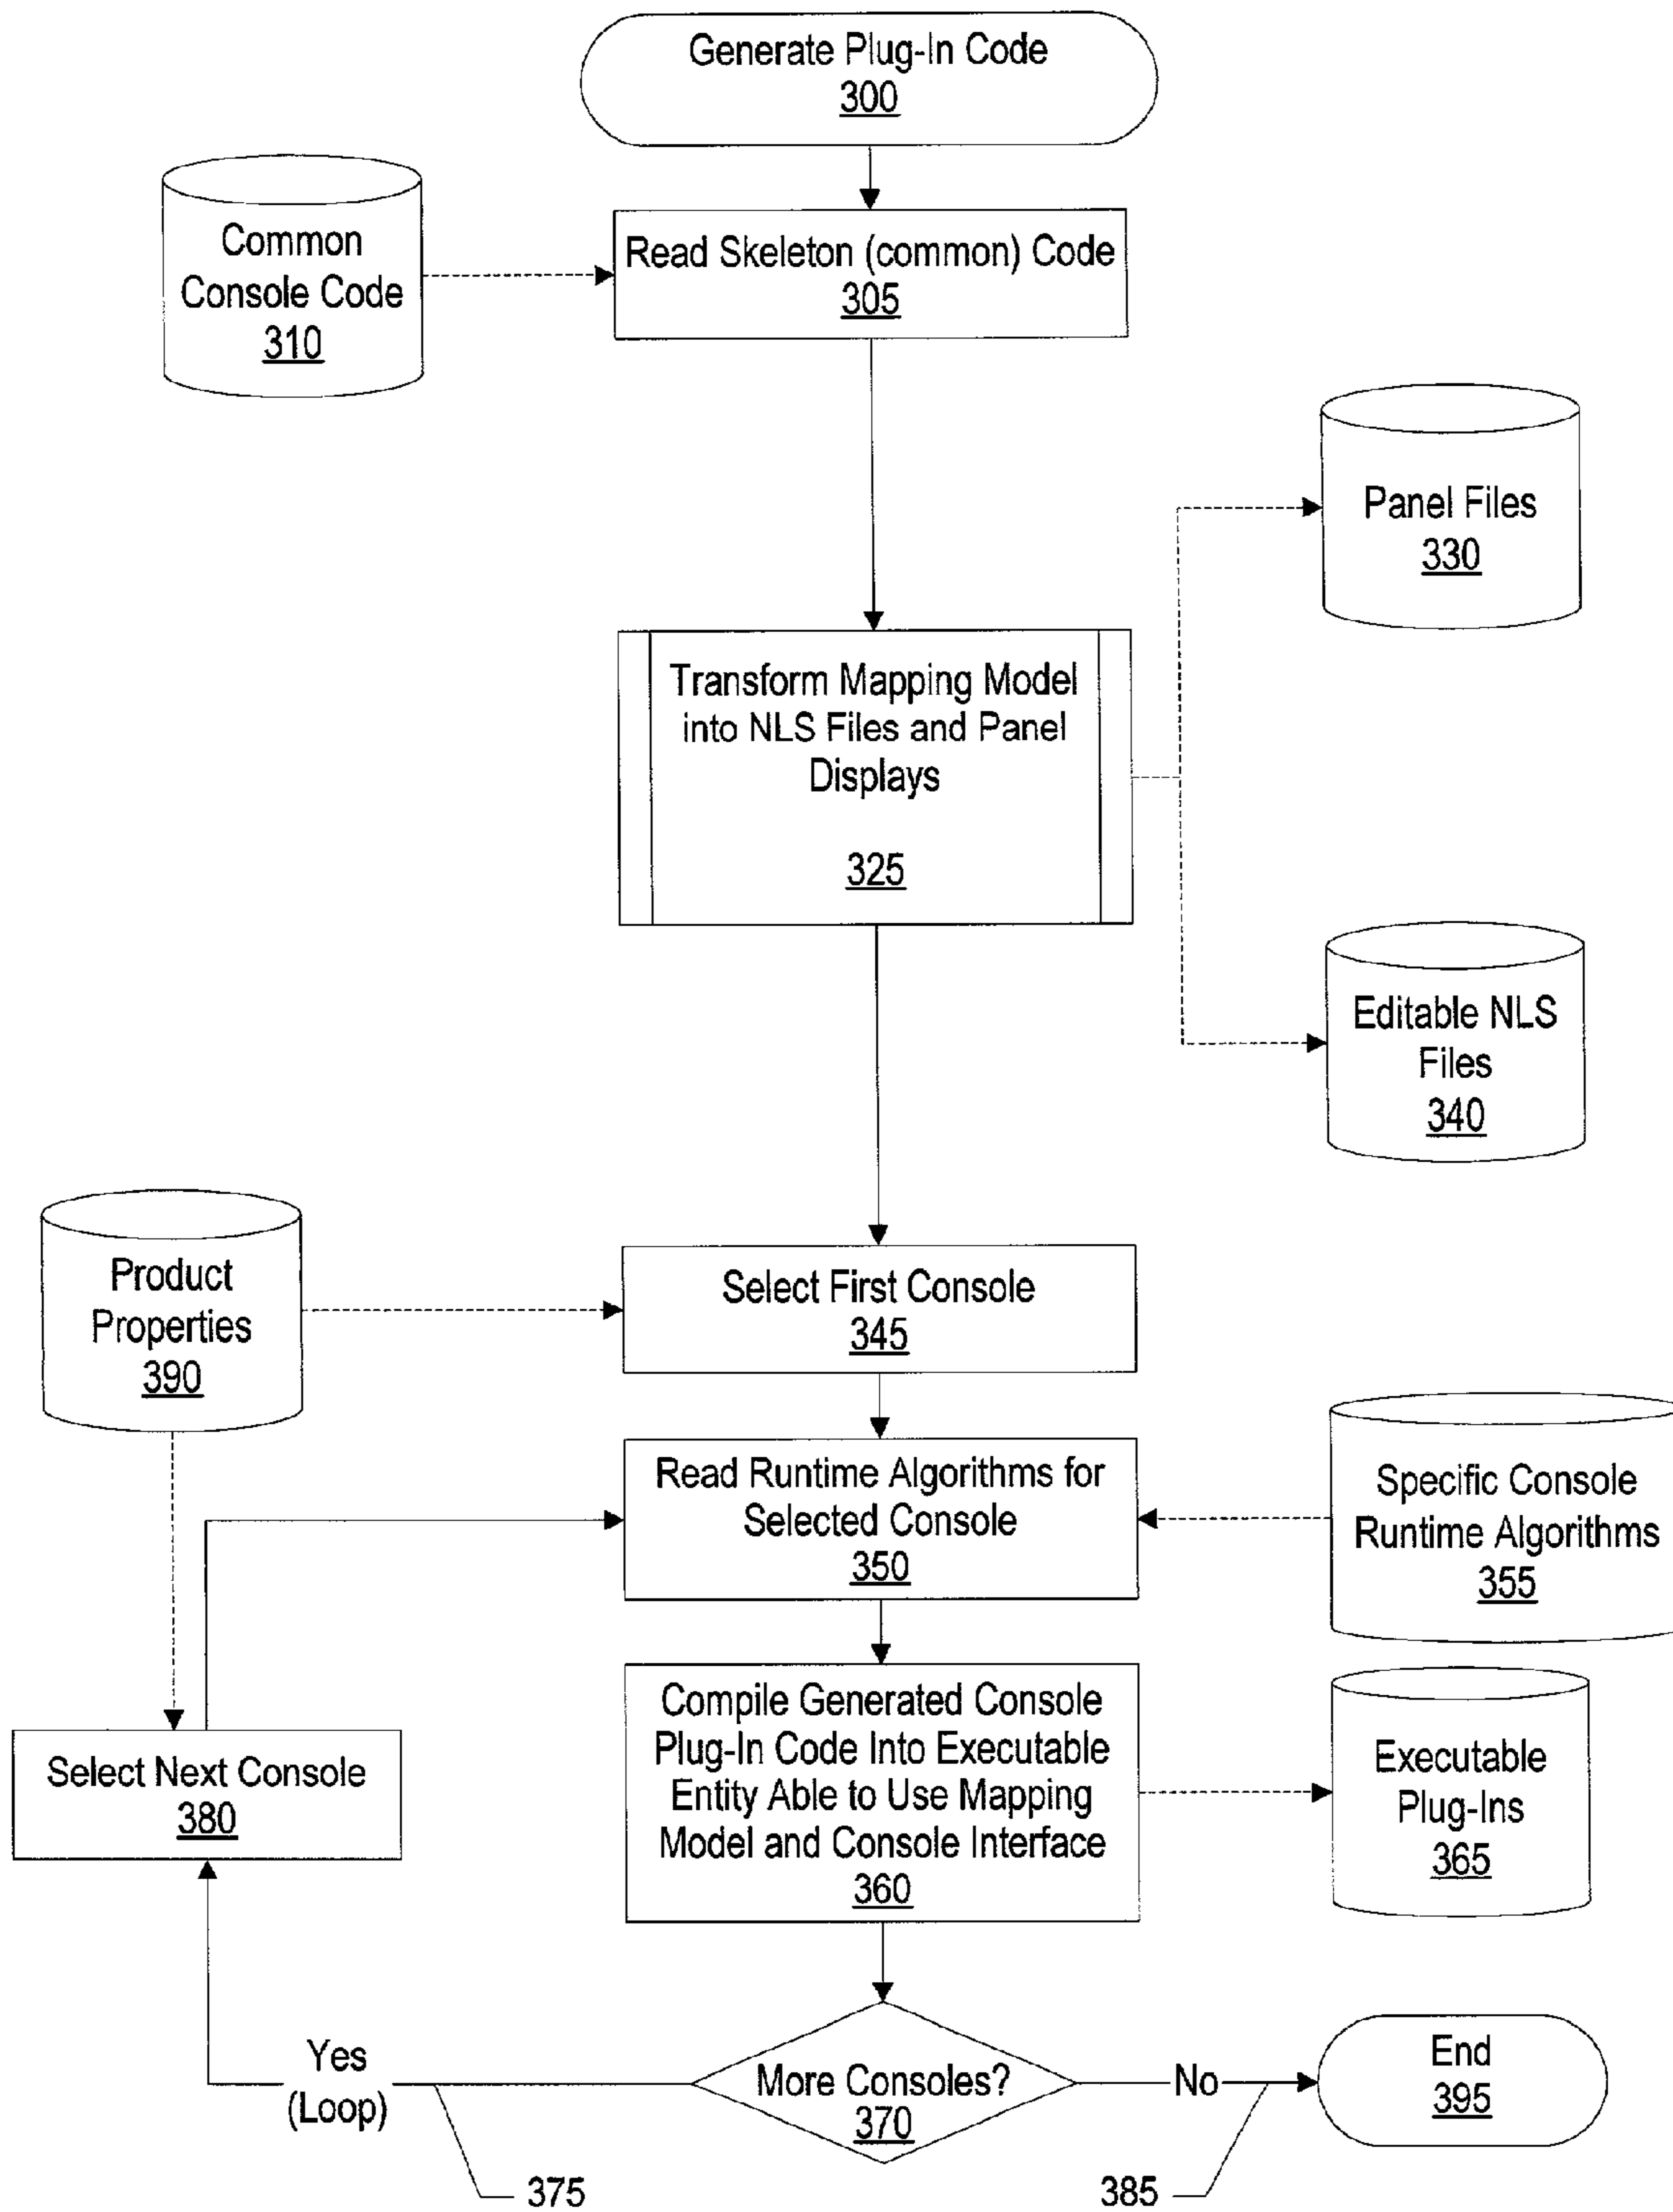 Generate Plug-In Code
300
Common
Console Code
310
Read Skeleton (common) Code
305
Panel Files
330
Transform Mapping Model
into NLS Files and Panel
Displays
325
Editable NLS
Files
340
Product
Properties
390
Select First Console
345
Read Runtime Algorithms for
Selected Console
350
Specific Console
Runtime Algorithms
355
Compile Generated Console
Plug-In Code Into Executable
Entity Able to Use Mapping
Model and Console Interface
360
Executable
Plug-Ins
365
Select Next Console
380
Yes
(Loop)
More Consoles?
370
No
End
395
375
385